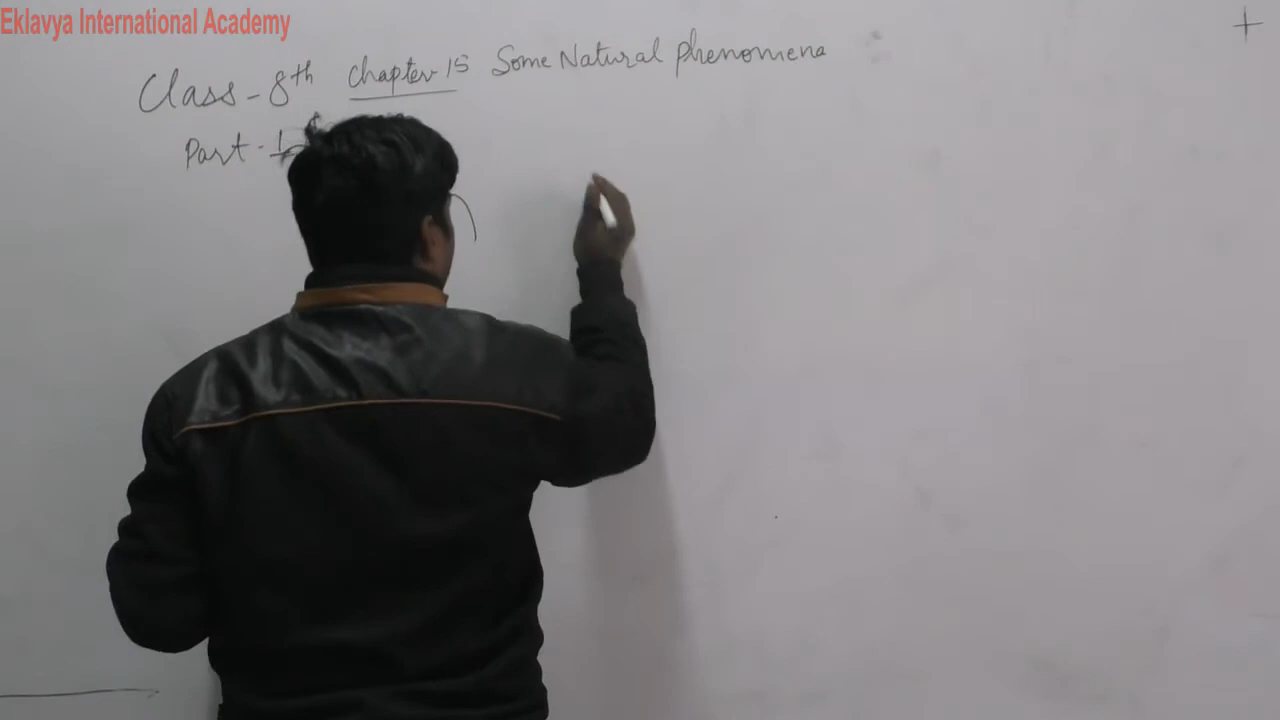 Eklavya International Academy
Class - 8th Chapter 15 Some Natural Phenomena
Part -